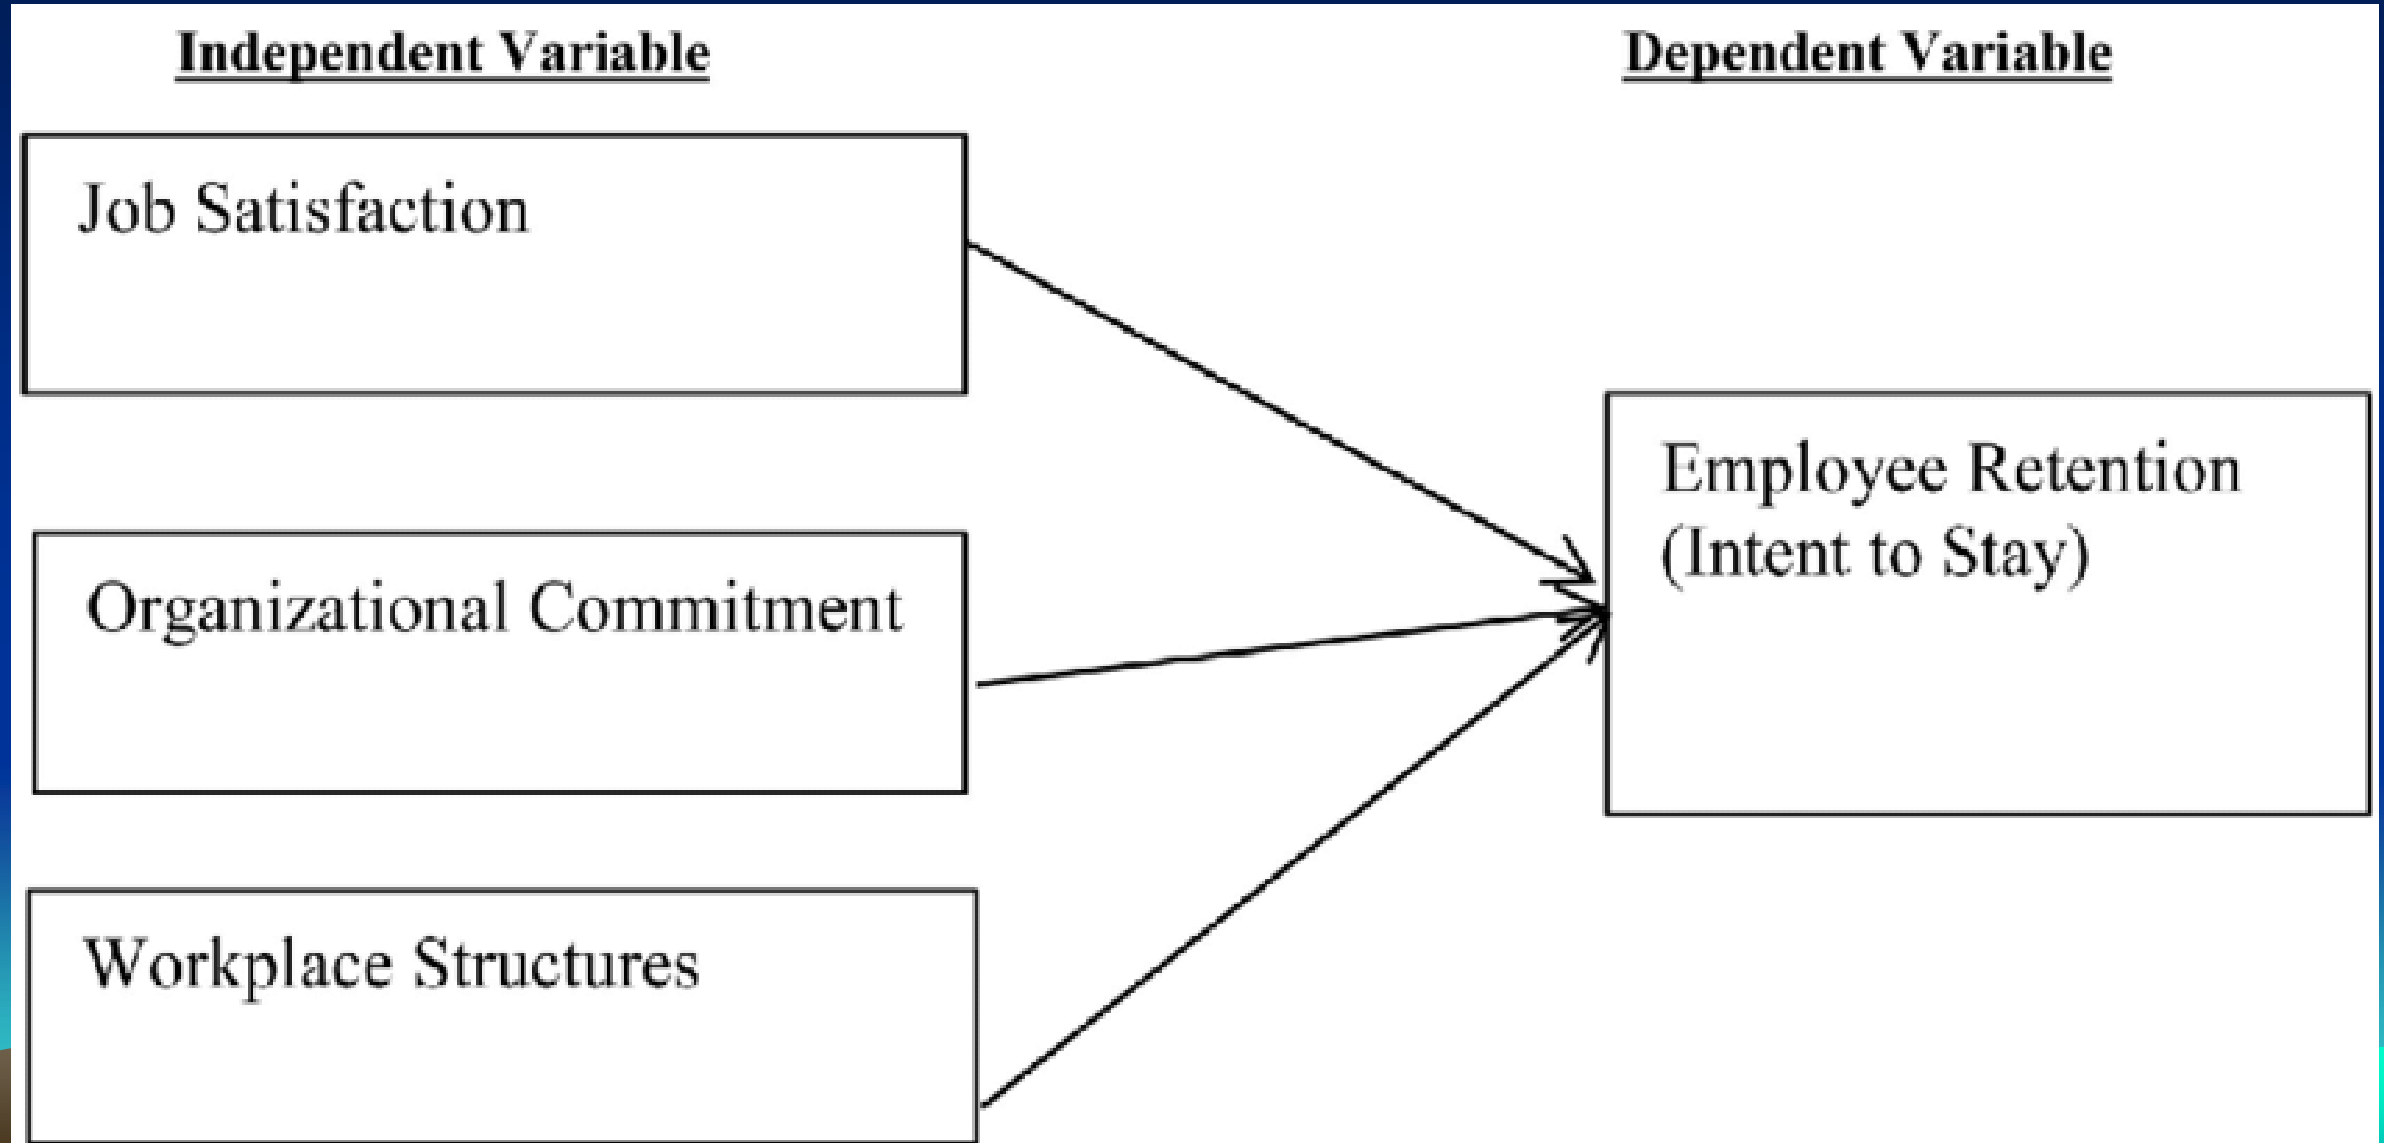 Independent Variable
Dependent Variable
Job Satisfaction
Organizational Commitment
Workplace Structures
Employee Retention
(Intent to Stay)